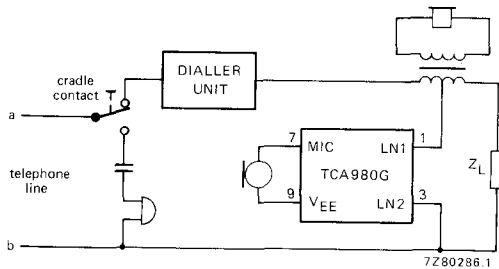 DIALLER
UNIT
cradle
contact
a
telephone
line
b
7 MIC LN1 1
TCA980G
9 VEE LN2 3
ZL
7Z80286.1